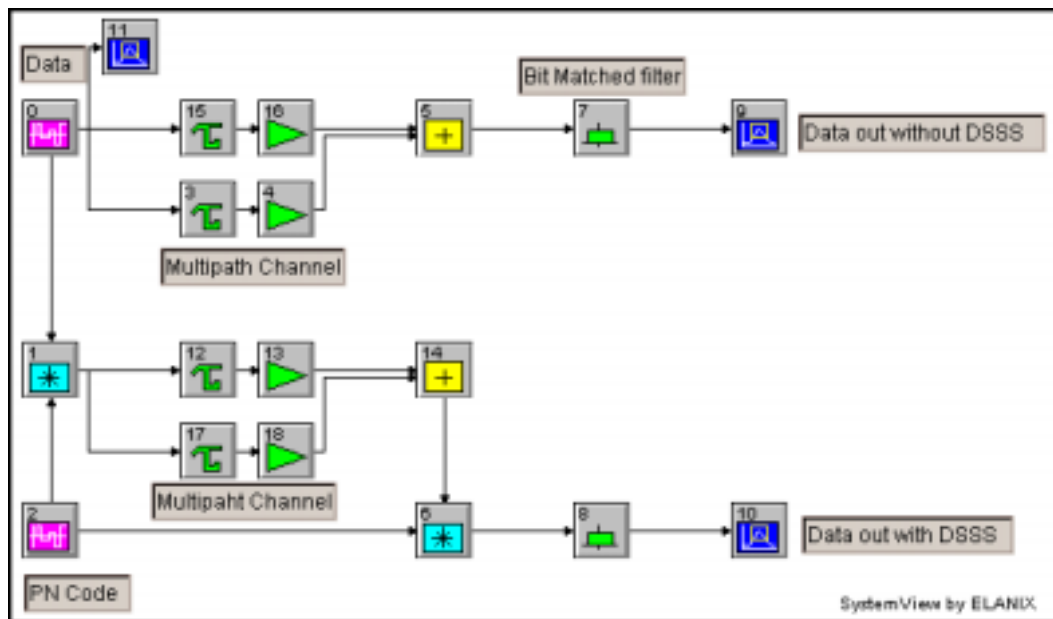 11
Data
Bit Matched filter
0
15
16
5
7
9
Data out without DSSS
3
4
Multipath Channel
1
12
13
14
17
18
Multipaht Channel
2
6
8
10
Data out with DSSS
PN Code
SystemView by ELANIX